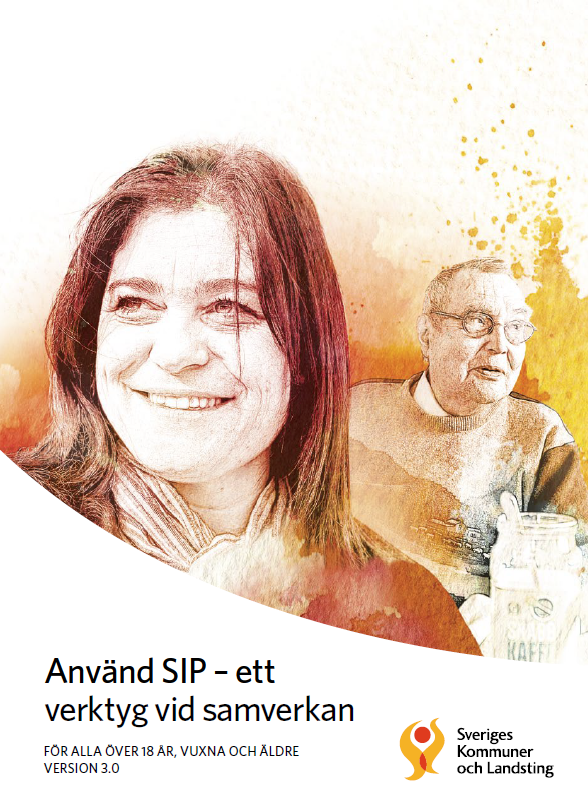 KAFFE
Använd SIP – ett
verktyg vid samverkan
FÖR ALLA ÖVER 18 ÅR, VUXNA OCH ÄLDRE
VERSION 3.0
Sveriges
Kommuner
och Landsting